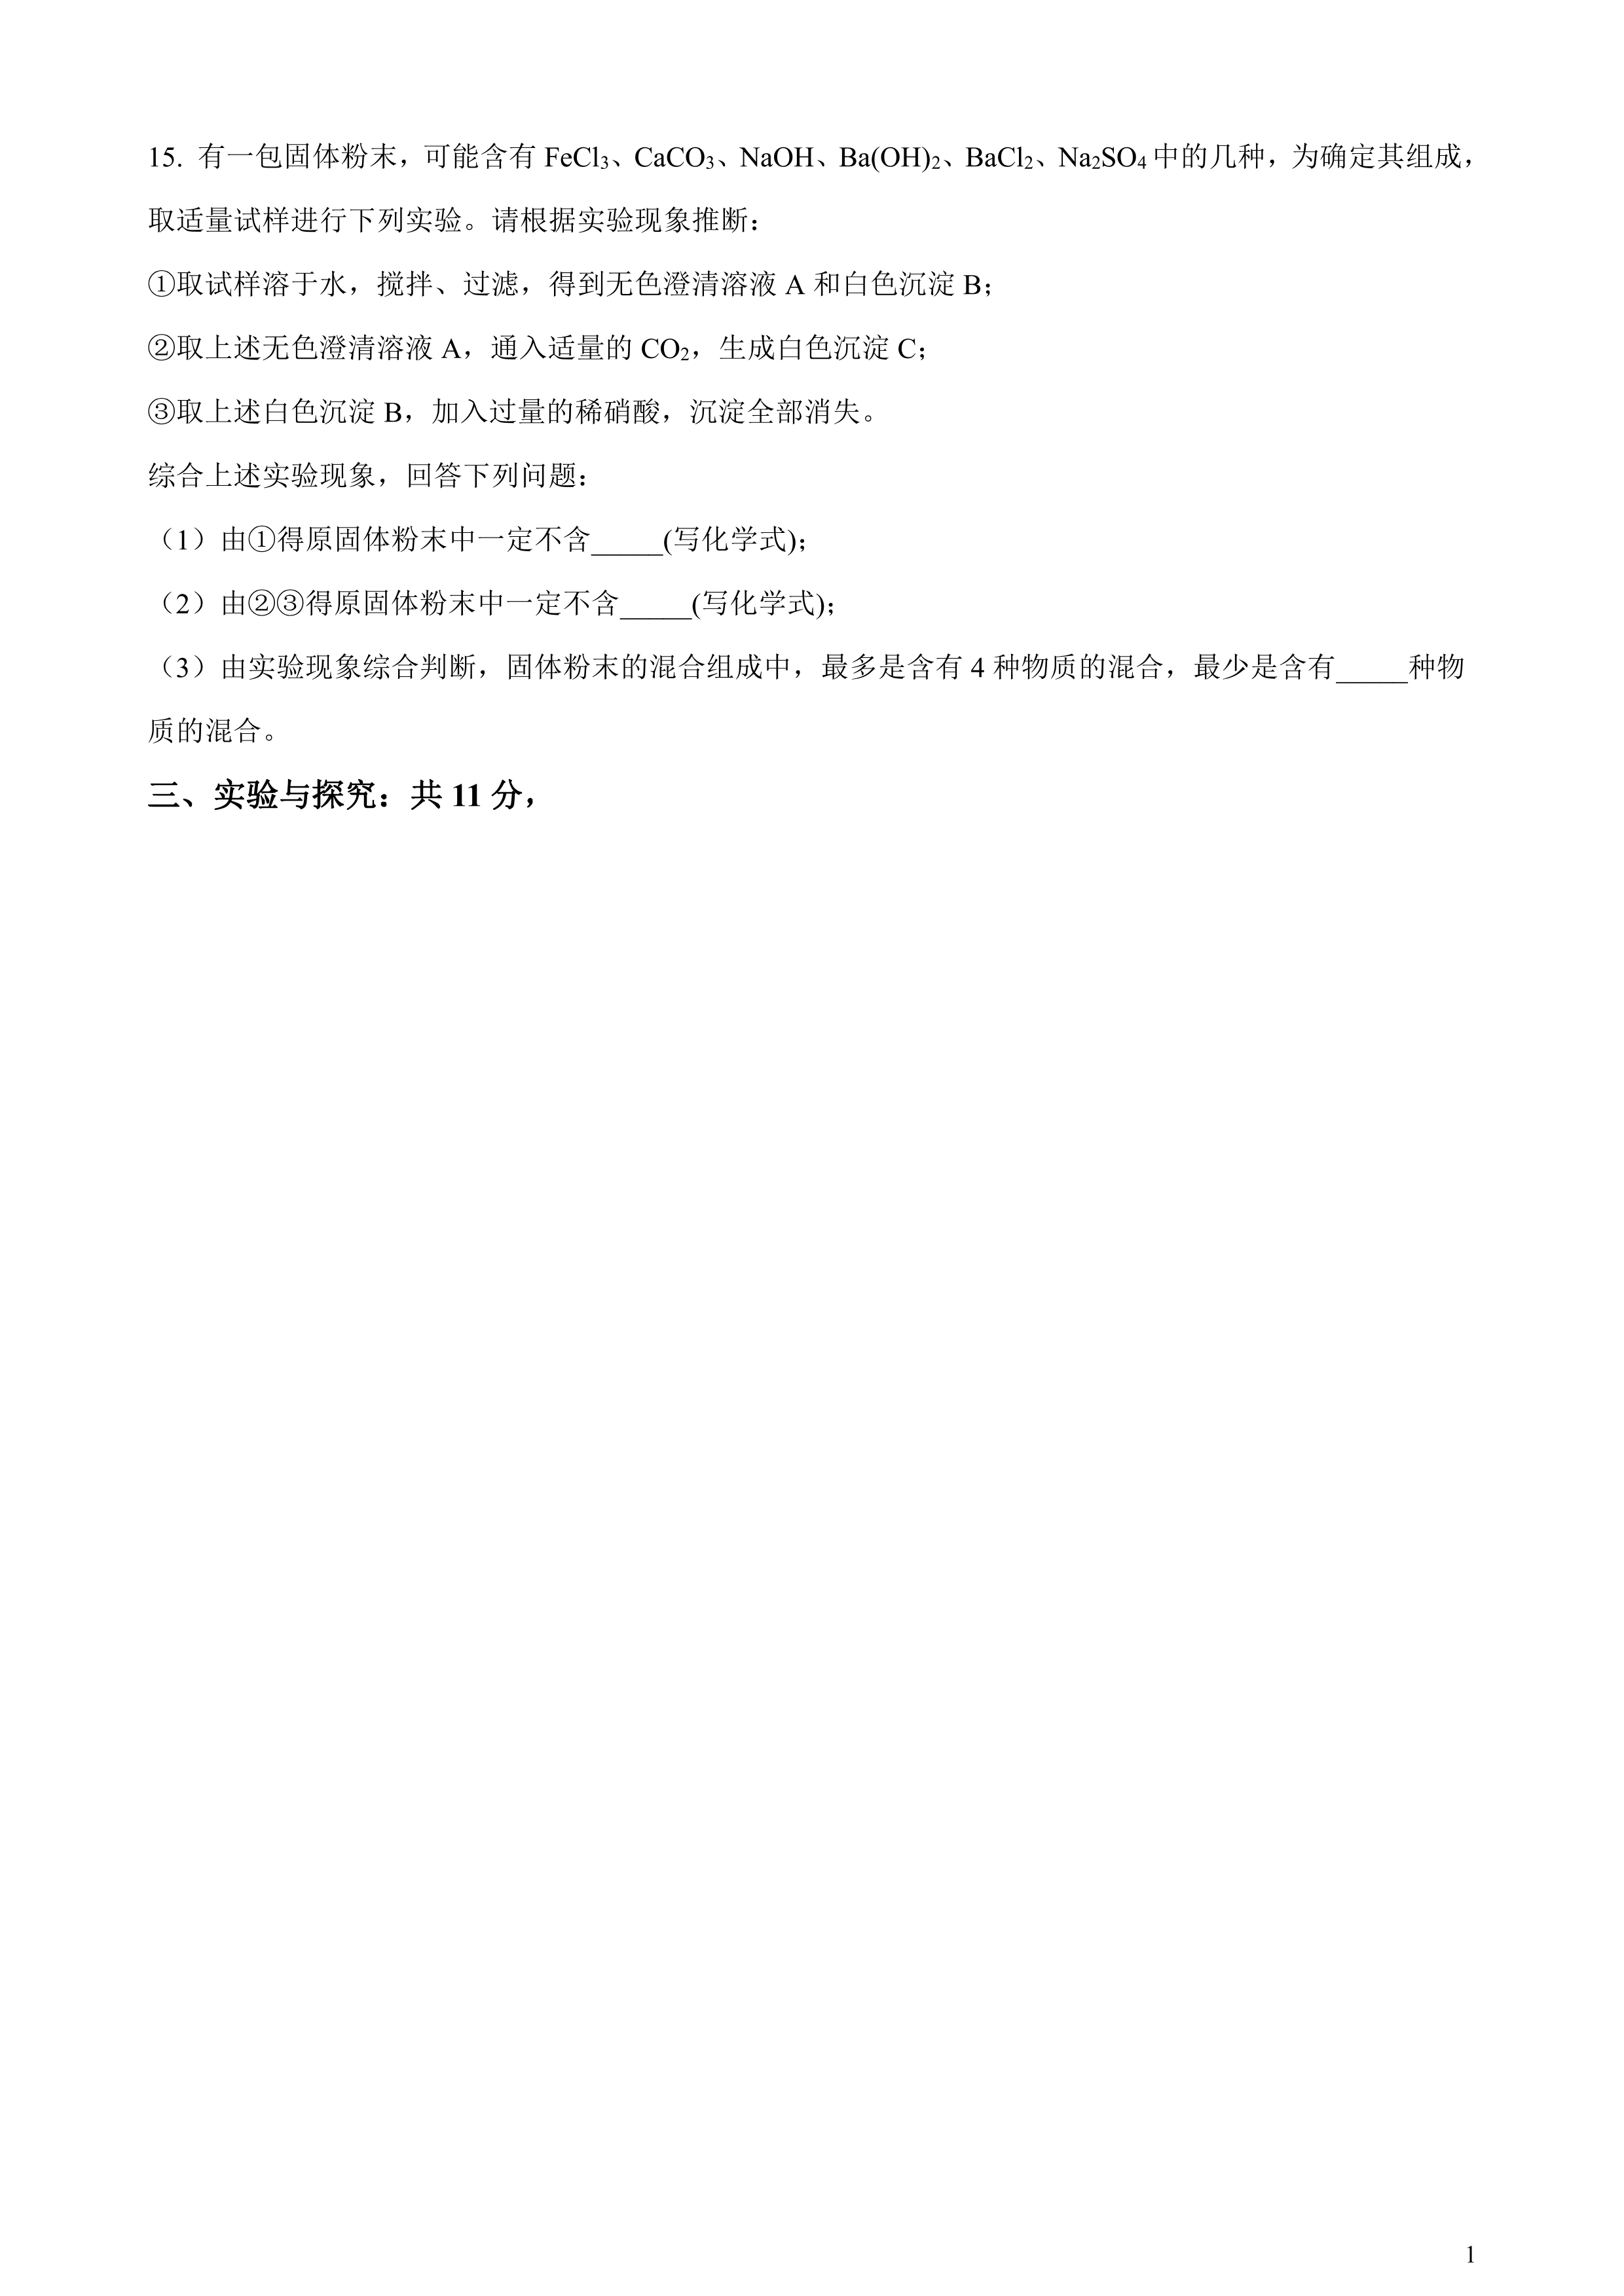 15. 有一包固体粉末，可能含有 FeCl₃、CaCO₃、NaOH、Ba(OH)₂、BaCl₂、Na₂SO₄ 中的几种，为确定其组成，
取适量试样进行下列实验。请根据实验现象推断：
①取试样溶于水，搅拌、过滤，得到无色澄清溶液 A 和白色沉淀 B；
②取上述无色澄清溶液 A，通入适量的 CO₂，生成白色沉淀 C；
③取上述白色沉淀 B，加入过量的稀硝酸，沉淀全部消失。
综合上述实验现象，回答下列问题：
（1）由①得原固体粉末中一定不含_____(写化学式)；
（2）由②③得原固体粉末中一定不含_____(写化学式)；
（3）由实验现象综合判断，固体粉末的混合组成中，最多是含有 4 种物质的混合，最少是含有_____种物
质的混合。
三、实验与探究：共 11 分，
1